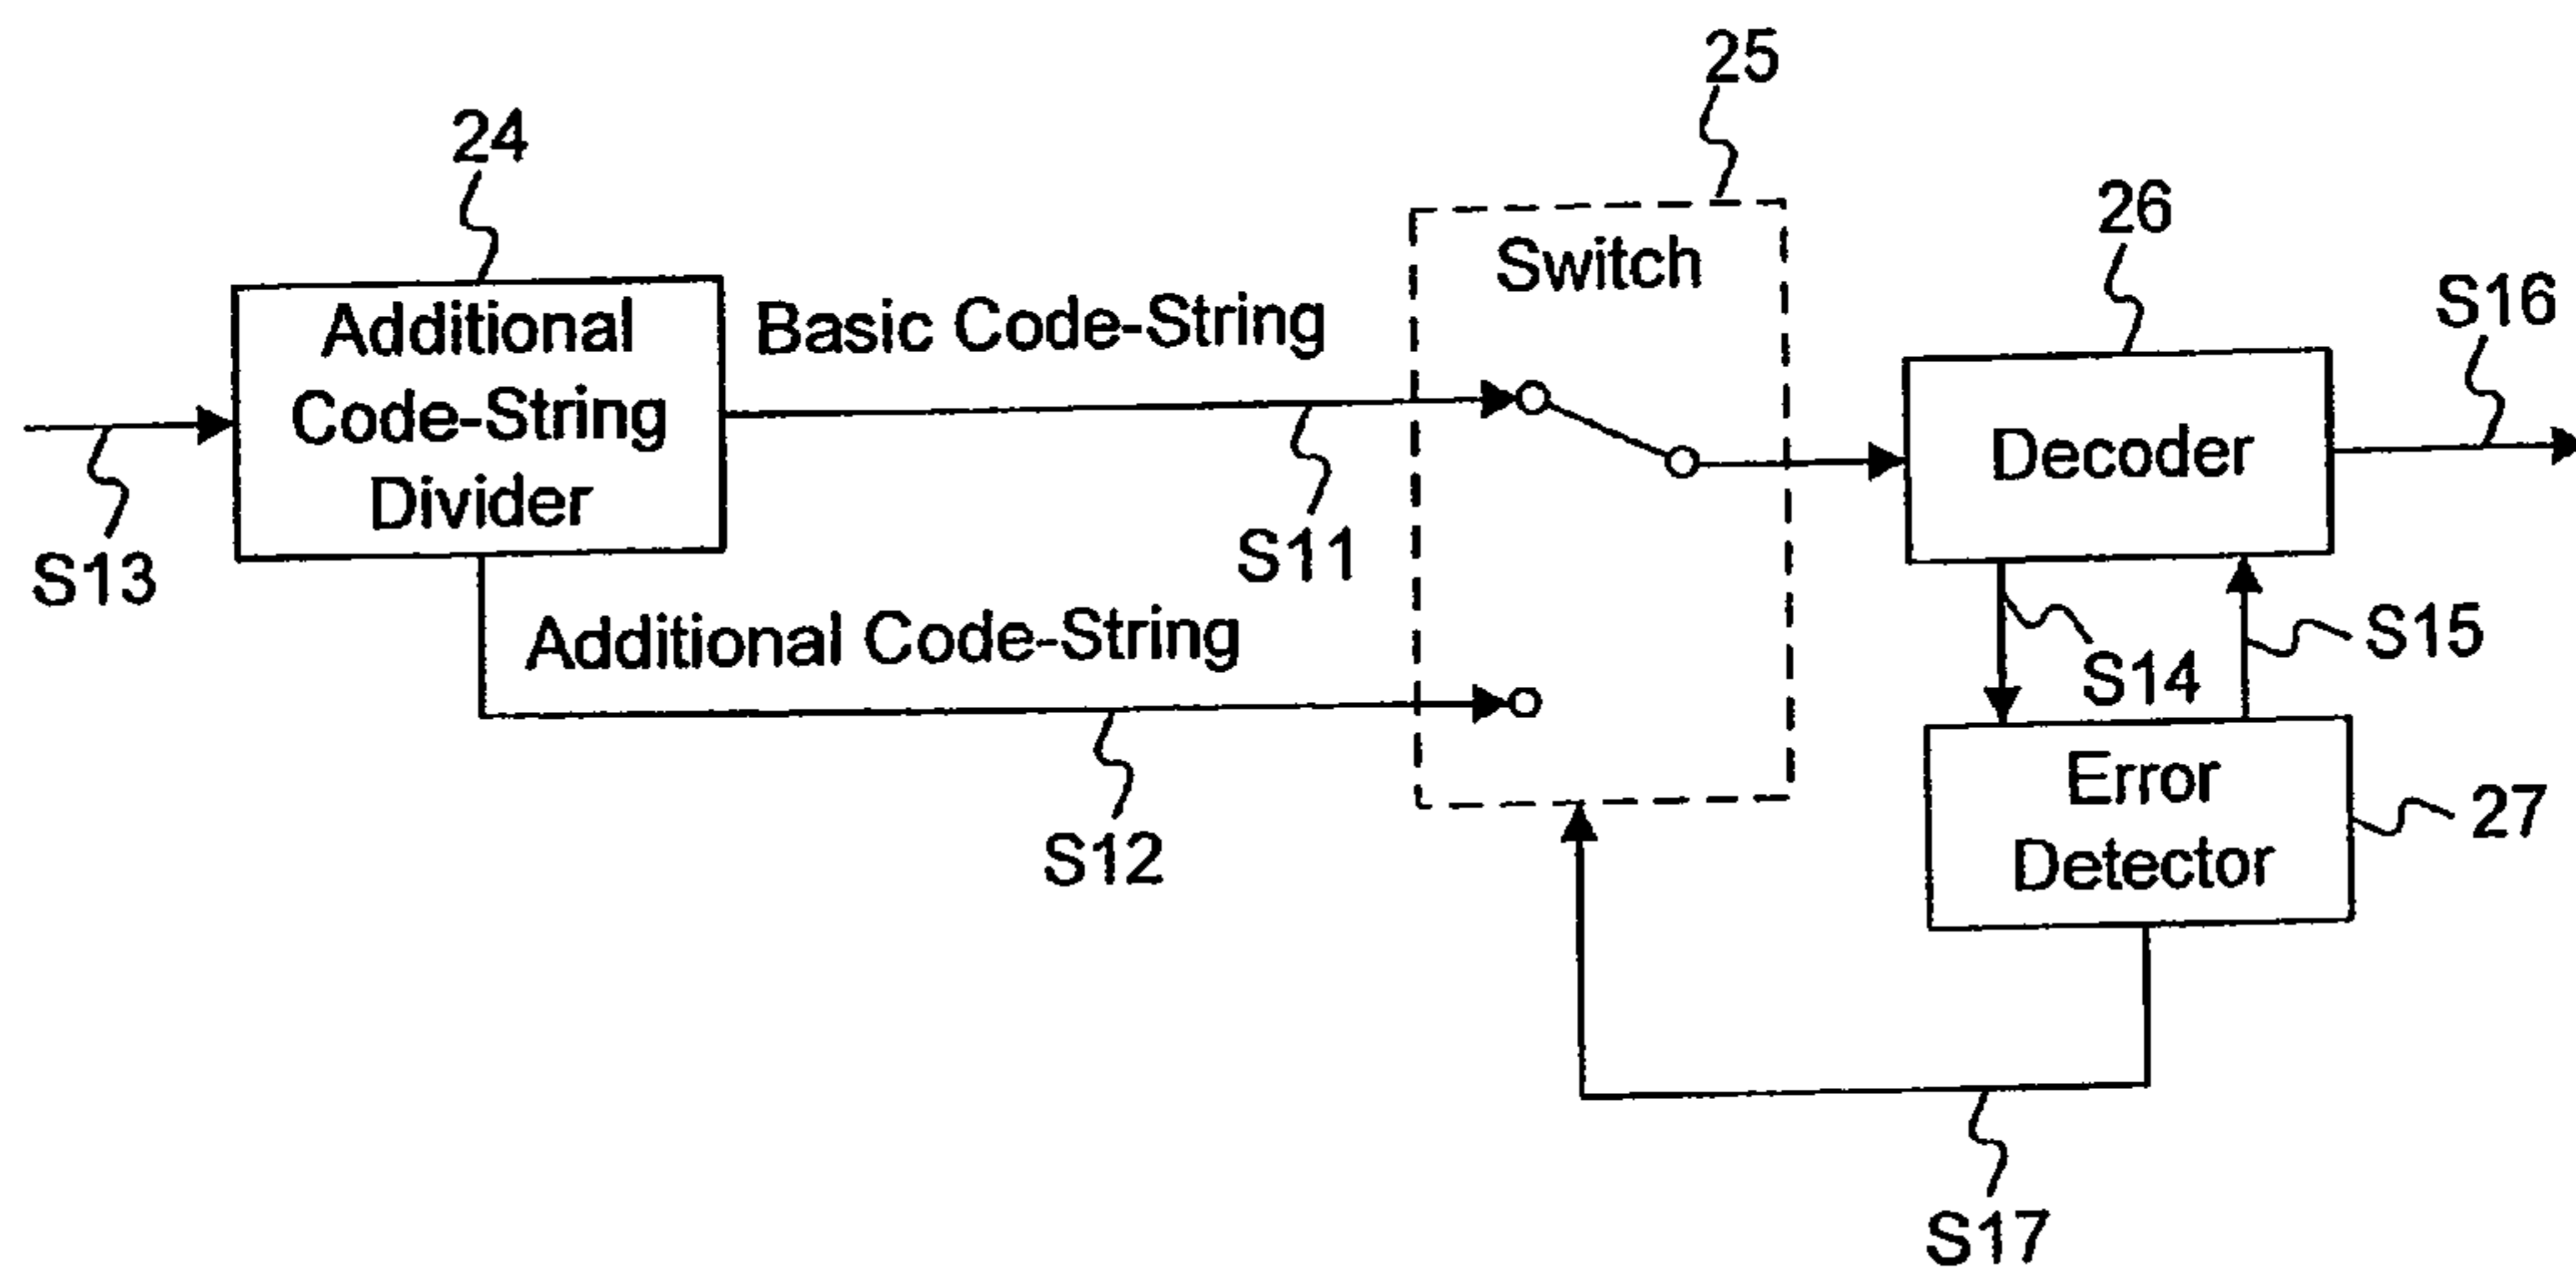 25
24
26
Switch
S16
Additional
Code-String
Divider
Basic Code-String
Decoder
S13
S11
Additional Code-String
S14
S15
Error
Detector
27
S12
S17